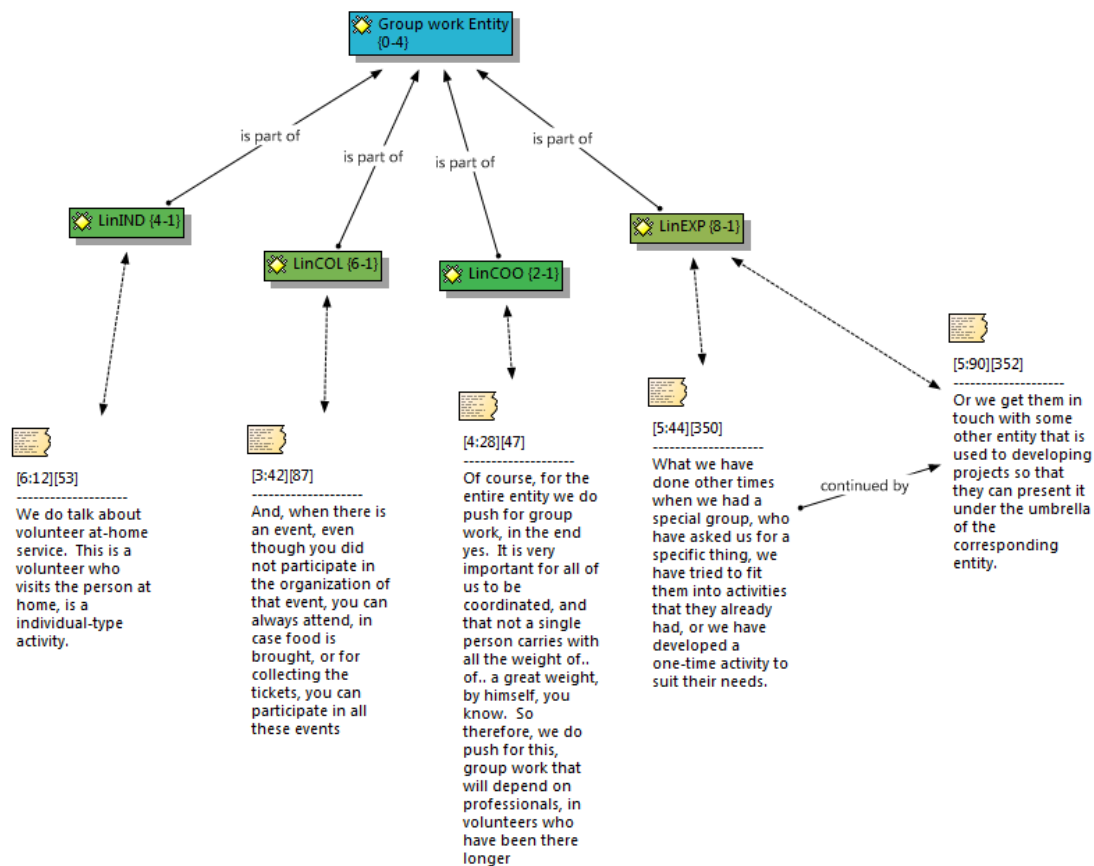 Group work Entity
{0-4}
is part of
is part of
is part of
is part of
LinIND {4-1}
LinCOL {6-1}
LinCOO {2-1}
LinEXP {8-1}
[6:12][53]
---------------------
We do talk about
volunteer at-home
service.  This is a
volunteer who
visits the person at
home, is a
individual-type
activity.
[3:42][87]
---------------------
And, when there is
an event, even
though you did
not participate in
the organization of
that event, you can
always attend, in
case food is
brought, or for
collecting the
tickets, you can
participate in all
these events
[4:28][47]
---------------------
Of course, for the
entire entity we do
push for group
work, in the end
yes.  It is very
important for all of
us to be
coordinated, and
that not a single
person carries with
all the weight of..
of.. a great weight,
by himself, you
know.  So
therefore, we do
push for this,
group work that
will depend on
professionals, in
volunteers who
have been there
longer
[5:44][350]
---------------------
What we have
done other times
when we had a
special group, who
have asked us for a
specific thing, we
have tried to fit
them into activities
that they already
had, or we have
developed a
one-time activity to
suit their needs.
continued by
[5:90][352]
---------------------
Or we get them in
touch with some
other entity that is
used to developing
projects so that
they can present it
under the umbrella
of the
corresponding
entity.